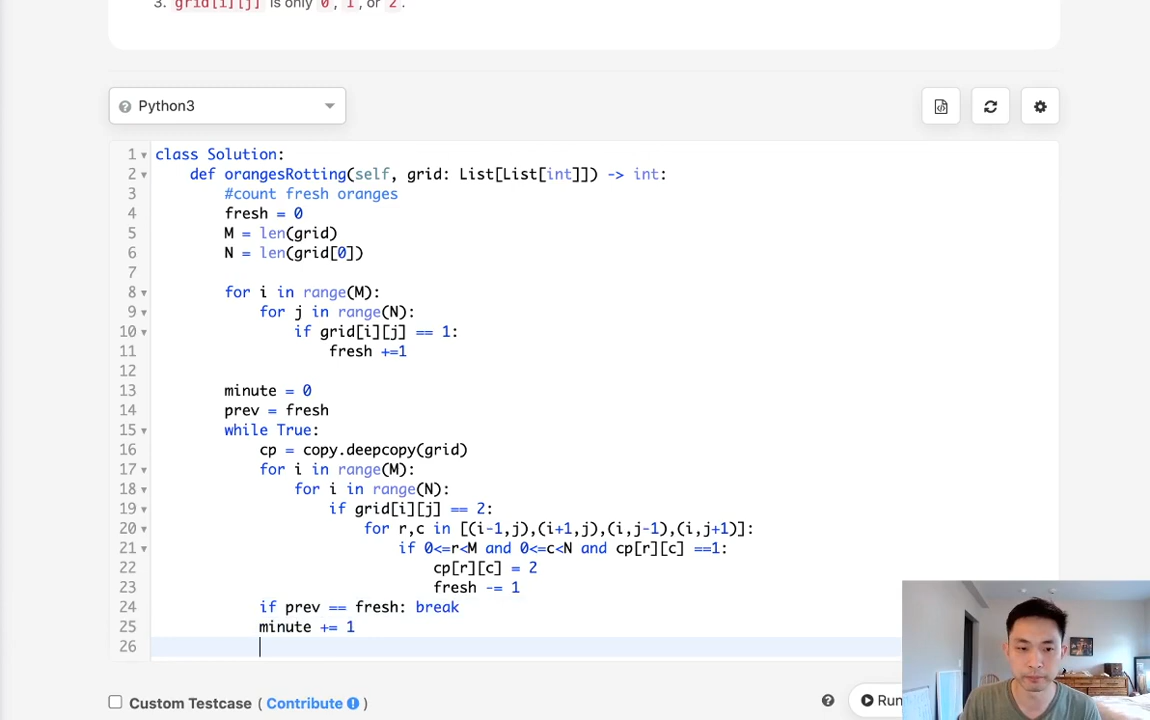 3. grid[i][j] is only 0, 1, or 2.
Python3
1 class Solution:
2 def orangesRotting(self, grid: List[List[int]]) -> int:
3 #count fresh oranges
4 fresh = 0
5 M = len(grid)
6 N = len(grid[0])
7
8 for i in range(M):
9 for j in range(N):
10 if grid[i][j] == 1:
11 fresh +=1
12
13 minute = 0
14 prev = fresh
15 while True:
16 cp = copy.deepcopy(grid)
17 for i in range(M):
18 for i in range(N):
19 if grid[i][j] == 2:
20 for r,c in [(i-1,j),(i+1,j),(i,j-1),(i,j+1)]:
21 if 0<=r<M and 0<=c<N and cp[r][c] ==1:
22 cp[r][c] = 2
23 fresh -= 1
24 if prev == fresh: break
25 minute += 1
26
Custom Testcase ( Contribute )
Run